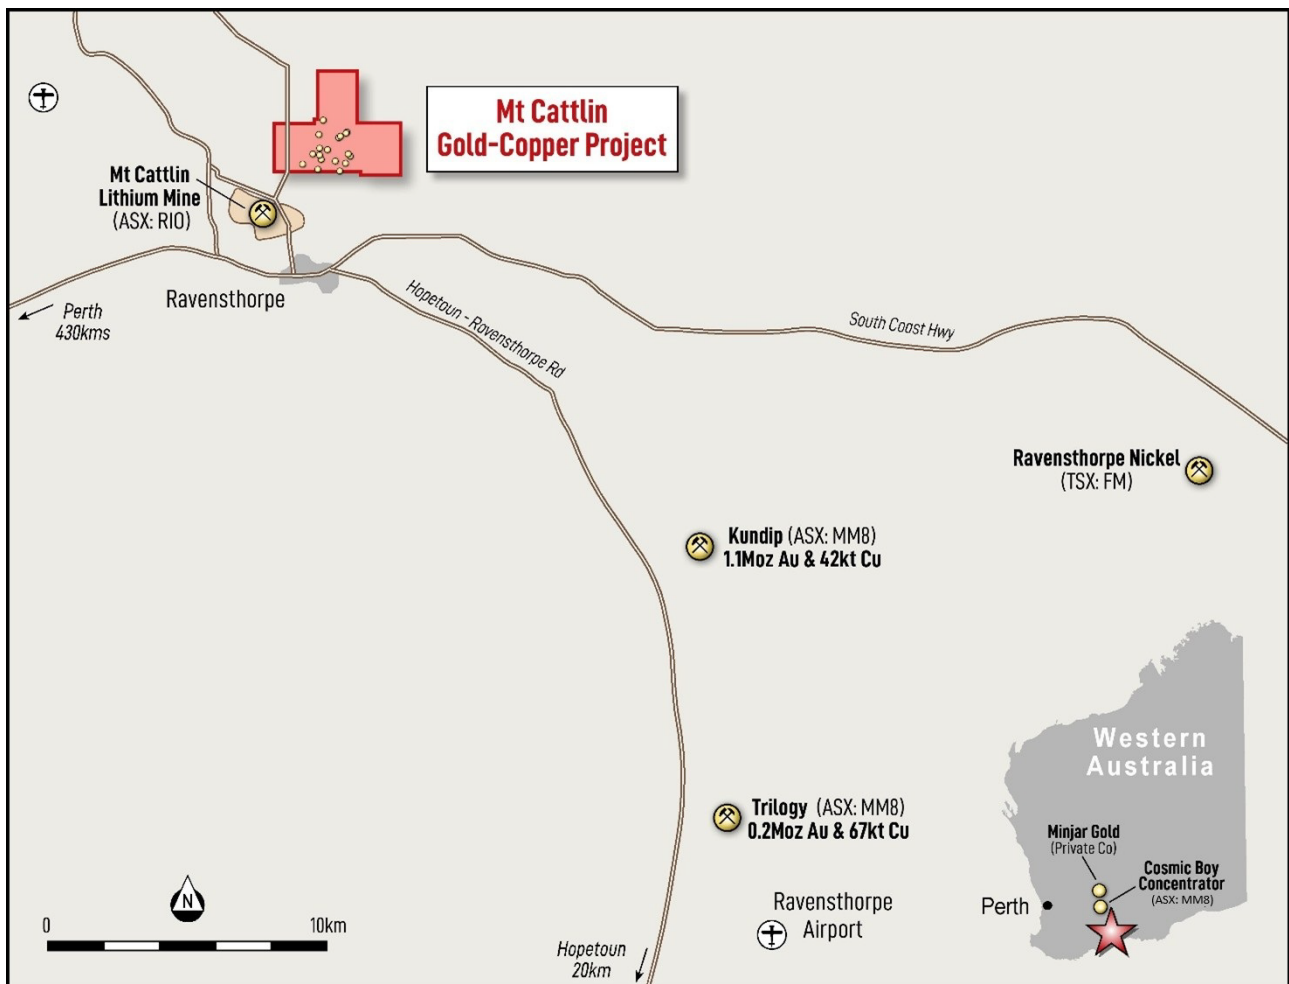 Mt Cattlin
Gold-Copper Project
Mt Cattlin
Lithium Mine
(ASX: RIO)
Ravensthorpe
Perth
430kms
Hopetoun - Ravensthorpe Rd
South Coast Hwy
Ravensthorpe Nickel
(TSX: FM)
Kundip (ASX: MM8)
1.1Moz Au & 42kt Cu
Trilogy (ASX: MM8)
0.2Moz Au & 67kt Cu
Western
Australia
Minjar Gold
(Private Co)
Cosmic Boy
Concentrator
(ASX: MM8)
Perth
Ravensthorpe
Airport
N
0 10km
Hopetoun
20km